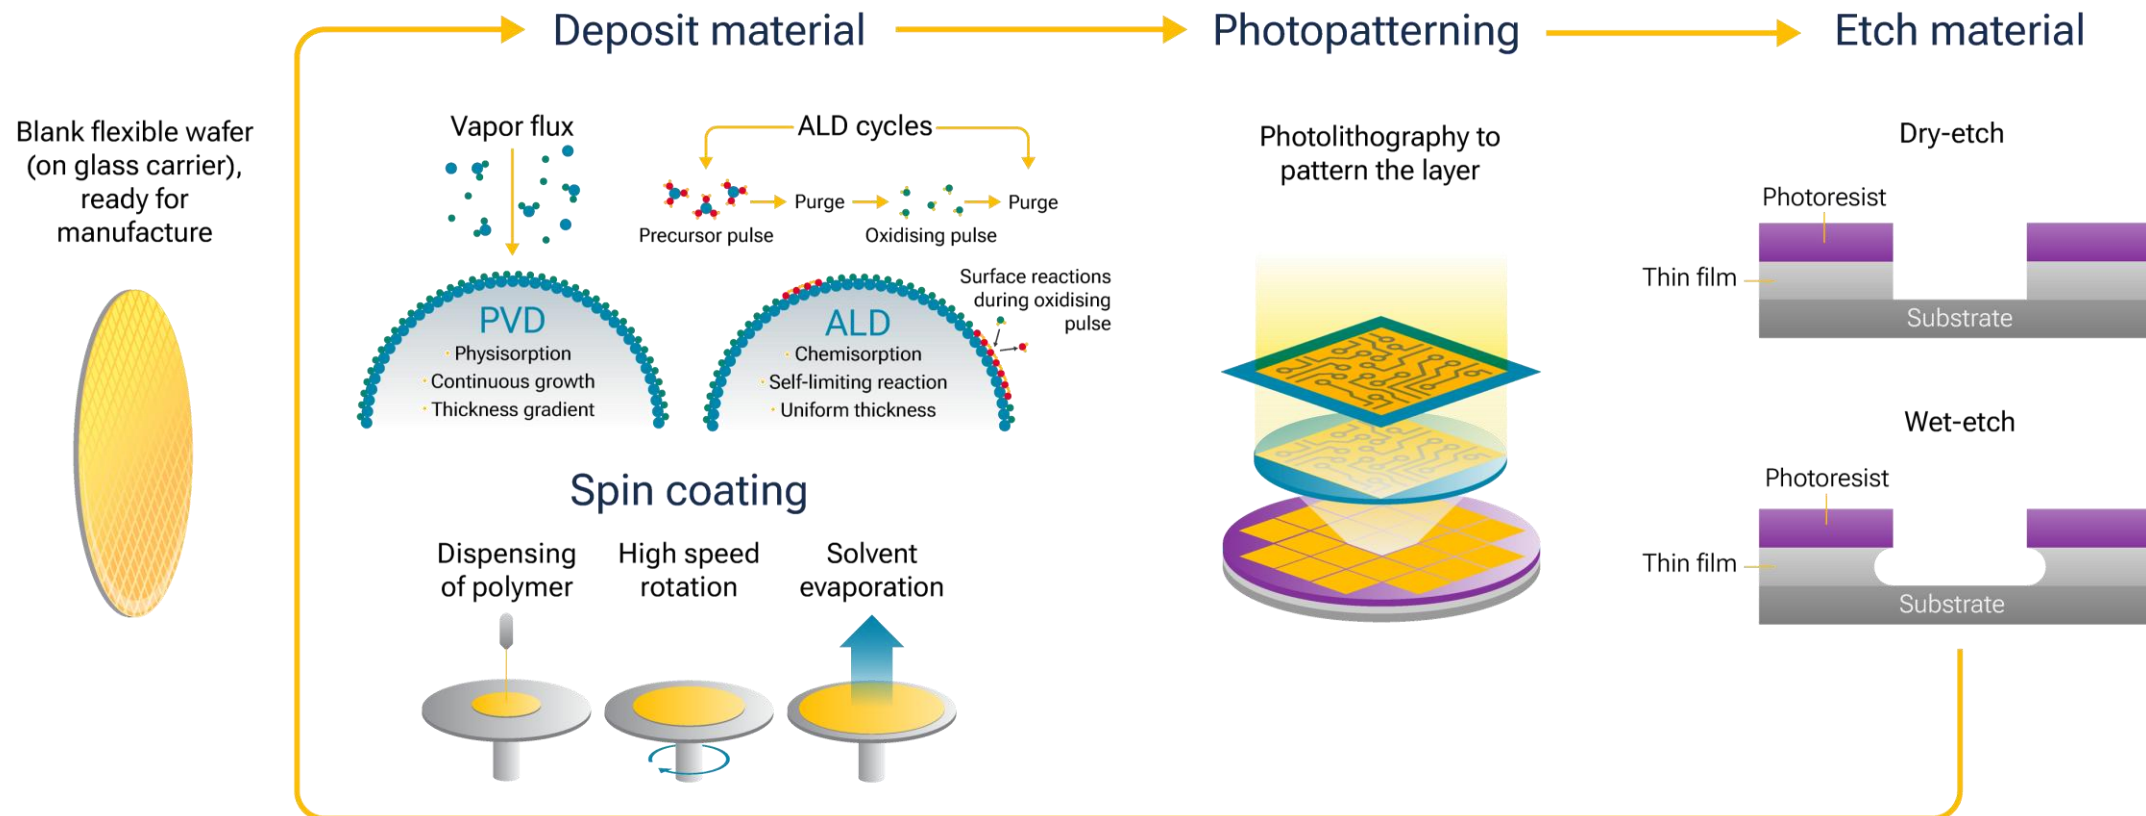 Deposit material
Photopatterning
Etch material
Blank flexible wafer
(on glass carrier),
ready for
manufacture
Vapor flux
ALD cycles
Precursor pulse
Purge
Oxidising pulse
Purge
PVD
· Physisorption
· Continuous growth
· Thickness gradient
ALD
· Chemisorption
· Self-limiting reaction
· Uniform thickness
Surface reactions
during oxidising
pulse
Spin coating
Dispensing
of polymer
High speed
rotation
Solvent
evaporation
Photolithography to
pattern the layer
Dry-etch
Photoresist
Thin film
Substrate
Wet-etch
Photoresist
Thin film
Substrate